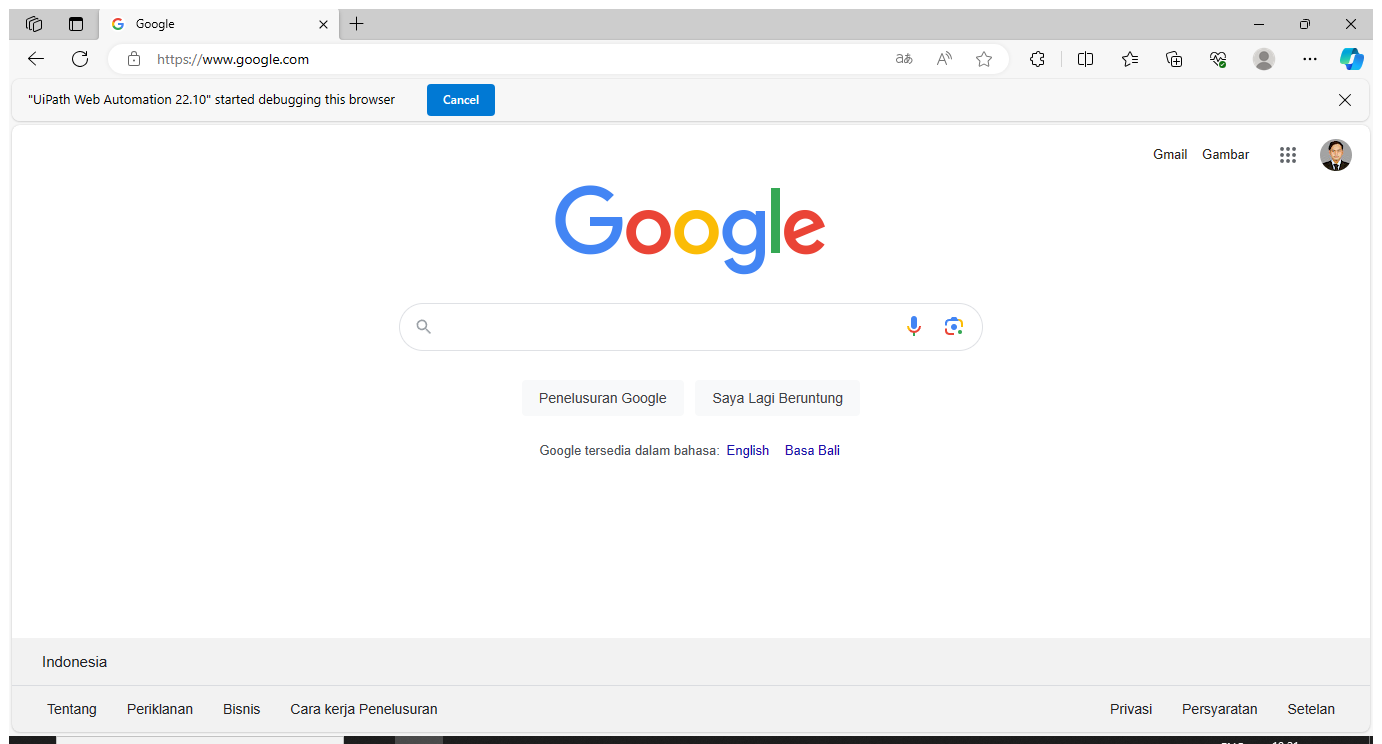 Google
https://www.google.com
"UiPath Web Automation 22.10" started debugging this browser Cancel
Gmail Gambar
Google
Penelusuran Google Saya Lagi Beruntung
Google tersedia dalam bahasa: English Basa Bali
Indonesia
Tentang Periklanan Bisnis Cara kerja Penelusuran Privasi Persyaratan Setelan